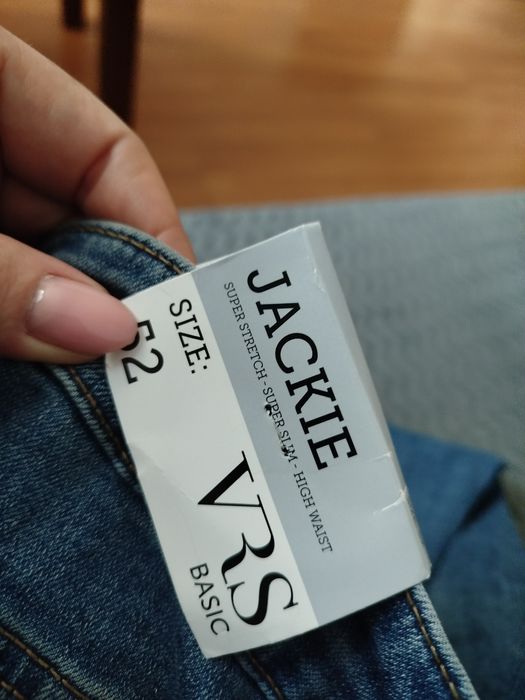 JACKIE
SUPER STRETCH - SUPER SLIM - HIGH WAIST
SIZE:
52
VRS
BASIC